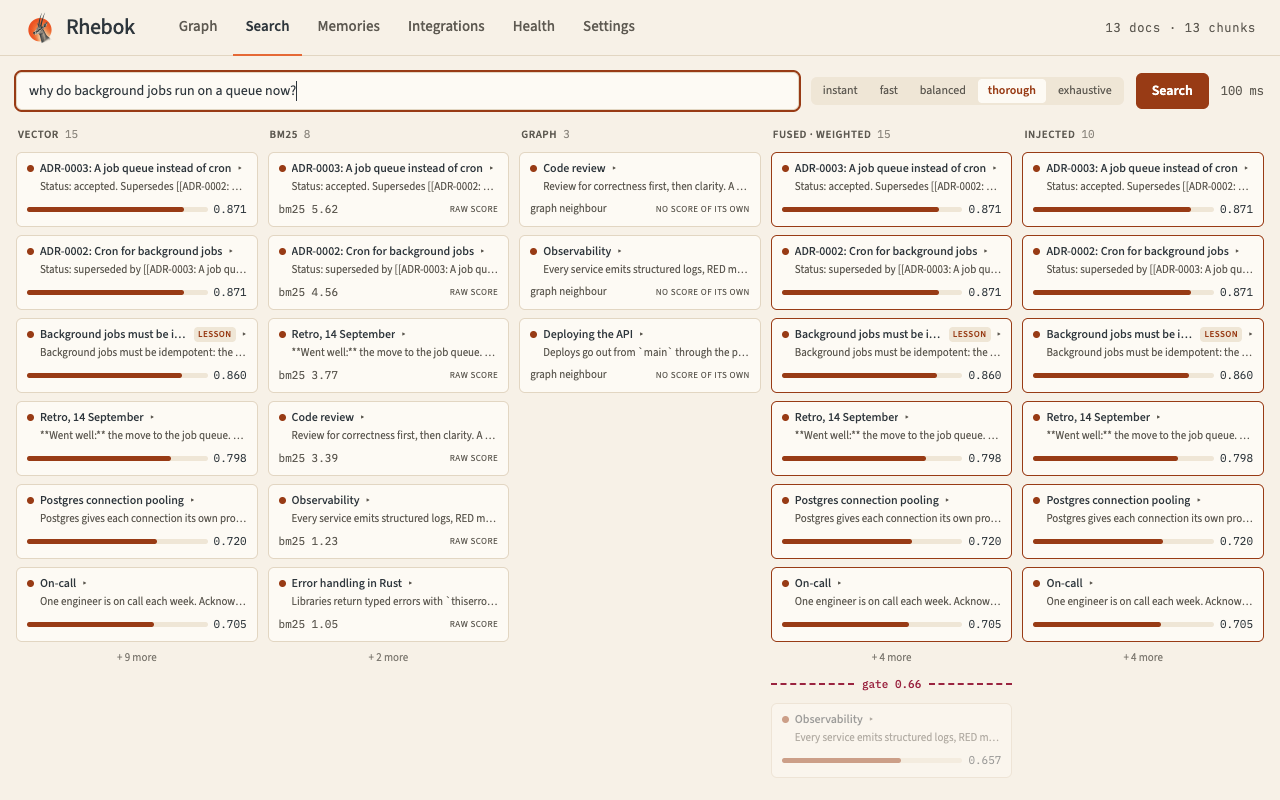 Rhebok
Graph
Search
Memories
Integrations
Health
Settings
13 docs · 13 chunks
why do background jobs run on a queue now?
instant
fast
balanced
thorough
exhaustive
Search
100 ms
VECTOR 15
ADR-0003: A job queue instead of cron
Status: accepted. Supersedes [[ADR-0002: …
0.871
ADR-0002: Cron for background jobs
Status: superseded by [[ADR-0003: A job qu…
0.871
Background jobs must be i… LESSON
Background jobs must be idempotent: the …
0.860
Retro, 14 September
**Went well:** the move to the job queue. …
0.798
Postgres connection pooling
Postgres gives each connection its own pro…
0.720
On-call
One engineer is on call each week. Acknow…
0.705
+ 9 more
BM25 8
ADR-0003: A job queue instead of cron
Status: accepted. Supersedes [[ADR-0002: …
bm25 5.62 RAW SCORE
ADR-0002: Cron for background jobs
Status: superseded by [[ADR-0003: A job qu…
bm25 4.56 RAW SCORE
Retro, 14 September
**Went well:** the move to the job queue. …
bm25 3.77 RAW SCORE
Code review
Review for correctness first, then clarity. A …
bm25 3.39 RAW SCORE
Observability
Every service emits structured logs, RED m…
bm25 1.23 RAW SCORE
Error handling in Rust
Libraries return typed errors with `thiserro…
bm25 1.05 RAW SCORE
+ 2 more
GRAPH 3
Code review
Review for correctness first, then clarity. A …
graph neighbour NO SCORE OF ITS OWN
Observability
Every service emits structured logs, RED m…
graph neighbour NO SCORE OF ITS OWN
Deploying the API
Deploys go out from `main` through the p…
graph neighbour NO SCORE OF ITS OWN
FUSED · WEIGHTED 15
ADR-0003: A job queue instead of cron
Status: accepted. Supersedes [[ADR-0002: …
0.871
ADR-0002: Cron for background jobs
Status: superseded by [[ADR-0003: A job qu…
0.871
Background jobs must be i… LESSON
Background jobs must be idempotent: the …
0.860
Retro, 14 September
**Went well:** the move to the job queue. …
0.798
Postgres connection pooling
Postgres gives each connection its own pro…
0.720
On-call
One engineer is on call each week. Acknow…
0.705
+ 4 more
gate 0.66
Observability
Every service emits structured logs, RED m…
0.657
INJECTED 10
ADR-0003: A job queue instead of cron
Status: accepted. Supersedes [[ADR-0002: …
0.871
ADR-0002: Cron for background jobs
Status: superseded by [[ADR-0003: A job qu…
0.871
Background jobs must be i… LESSON
Background jobs must be idempotent: the …
0.860
Retro, 14 September
**Went well:** the move to the job queue. …
0.798
Postgres connection pooling
Postgres gives each connection its own pro…
0.720
On-call
One engineer is on call each week. Acknow…
0.705
+ 4 more